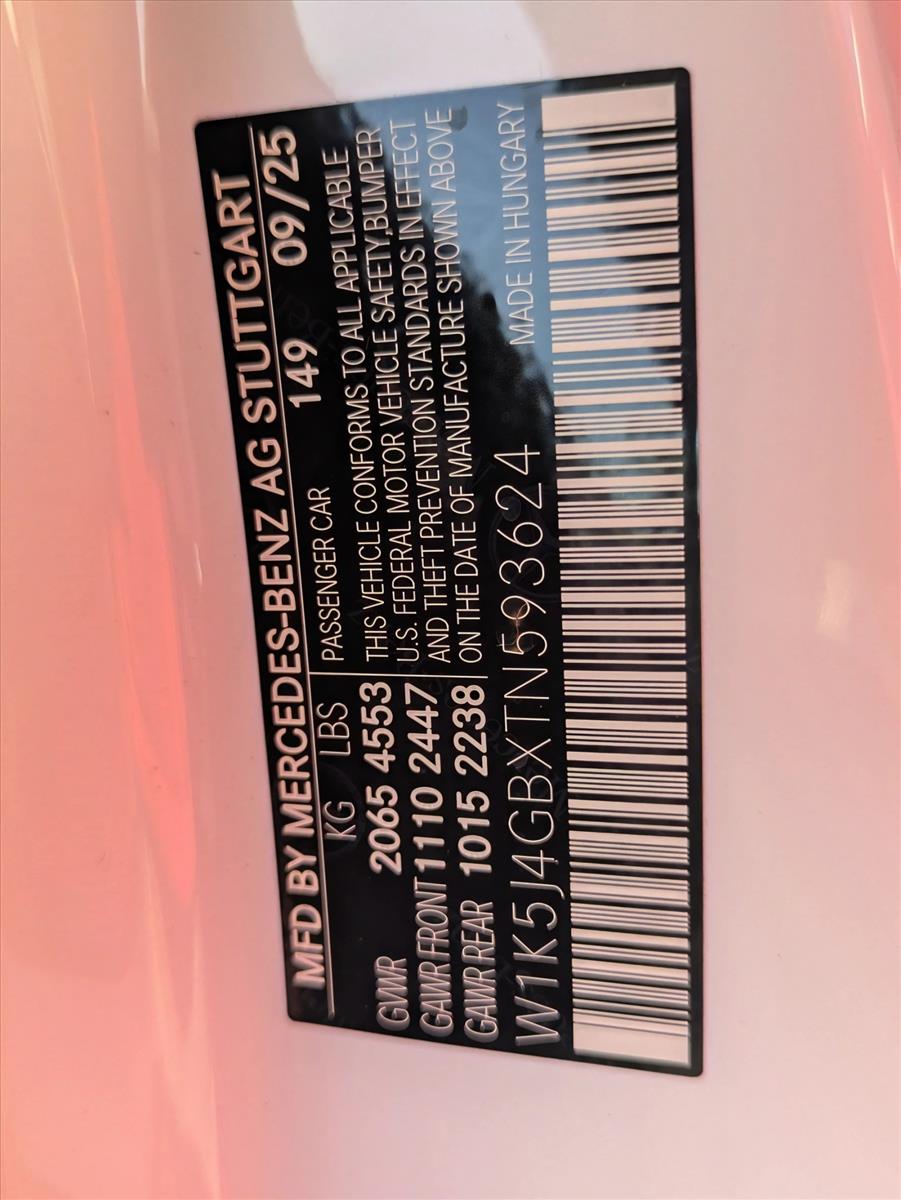 MFD BY MERCEDES-BENZ AG STUTTGART
KG LBS 149 09/25
PASSENGER CAR
GVWR 2065 4553
GAWR FRONT 1110 2447
GAWR REAR 1015 2238
THIS VEHICLE CONFORMS TO ALL APPLICABLE
U.S. FEDERAL MOTOR VEHICLE SAFETY,BUMPER
AND THEFT PREVENTION STANDARDS IN EFFECT
ON THE DATE OF MANUFACTURE SHOWN ABOVE
W1K5J4GBXTN593624
MADE IN HUNGARY